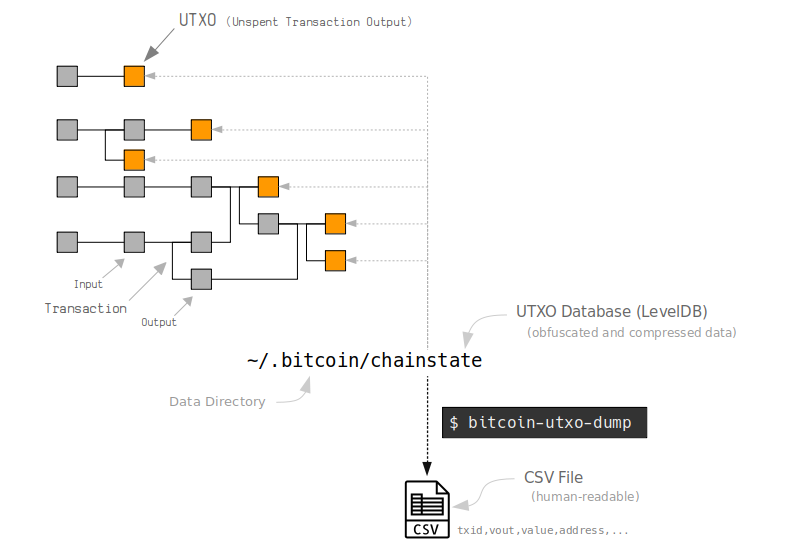 UTXO (Unspent Transaction Output)
Input
Transaction
Output
UTXO Database (LevelDB)
(obfuscated and compressed data)
~/.bitcoin/chainstate
Data Directory
$ bitcoin-utxo-dump
CSV File
(human-readable)
CSV
txid,vout,value,address,...